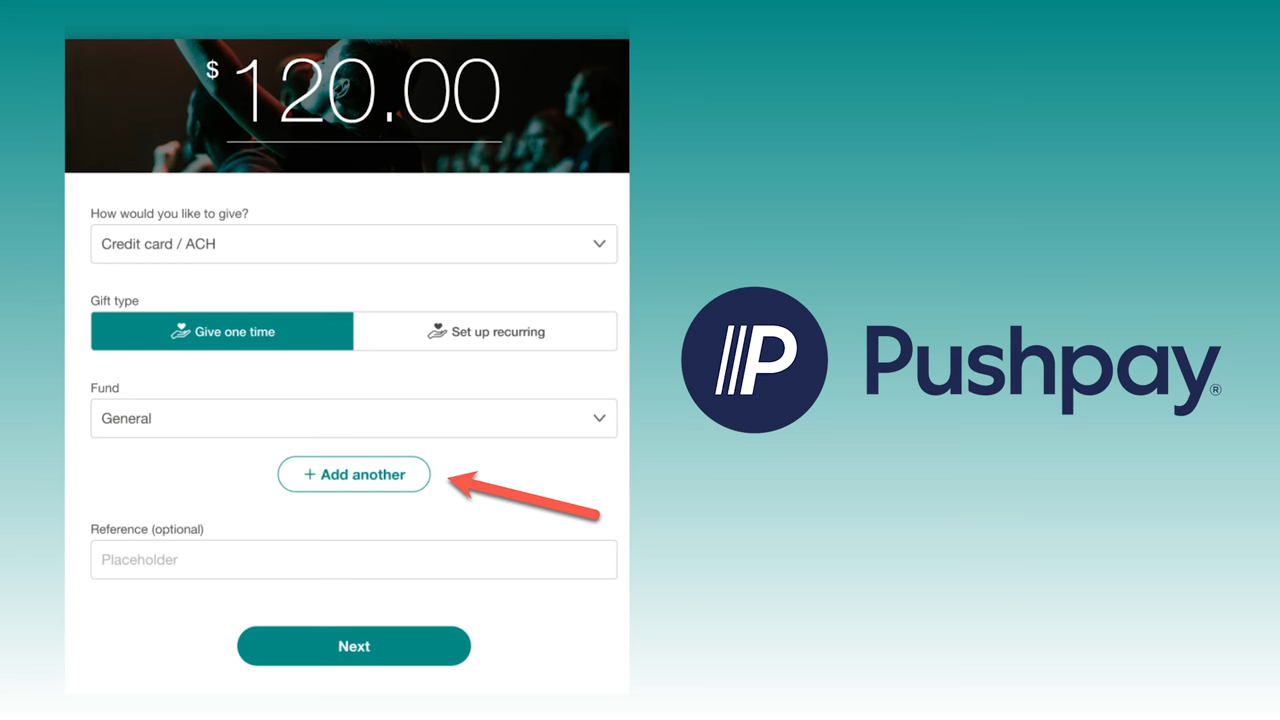 $ 120.00
How would you like to give?
Credit card / ACH
Gift type
Give one time
Set up recurring
Fund
General
+ Add another
Reference (optional)
Placeholder
Next
P Pushpay®